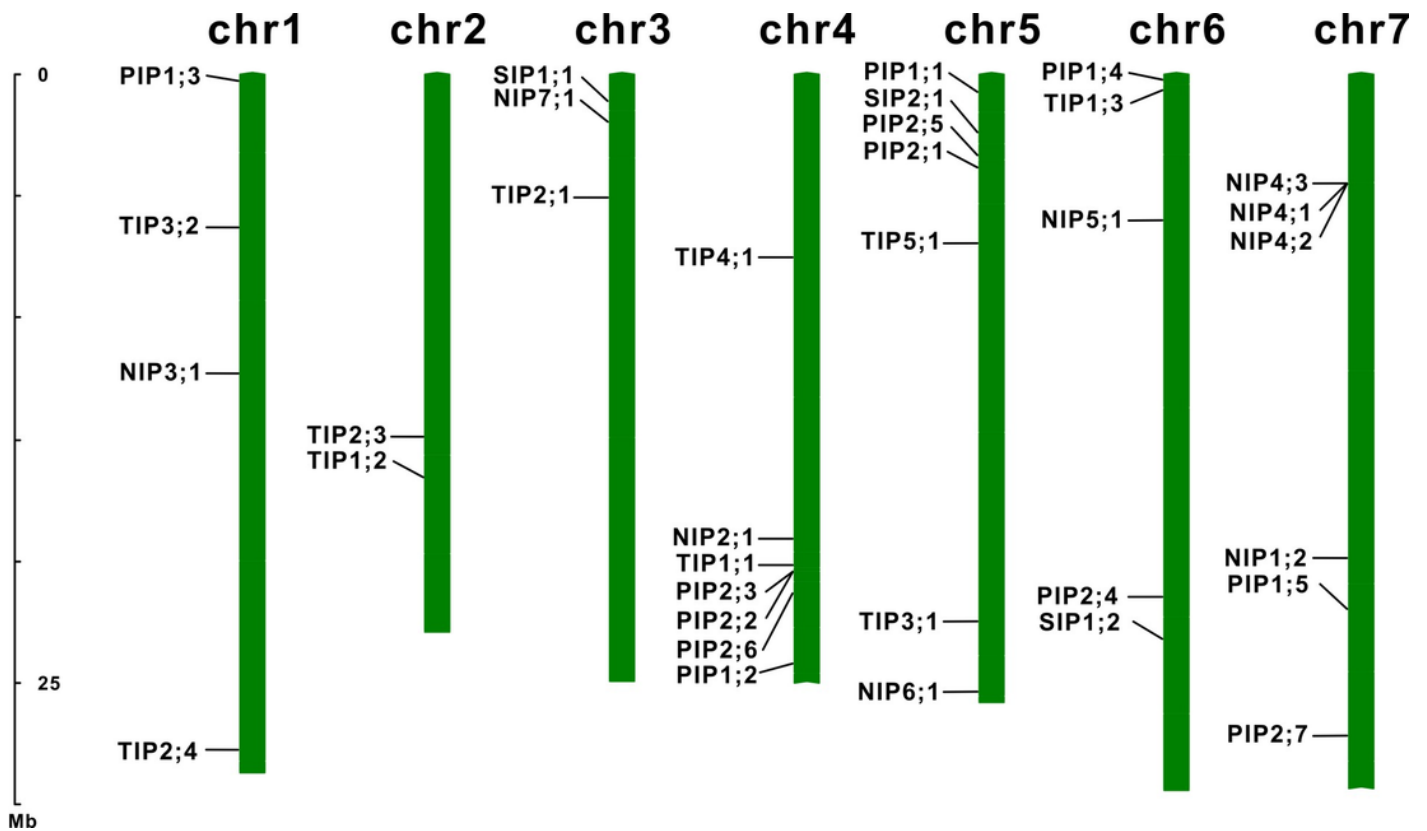 chr1 chr2 chr3 chr4 chr5 chr6 chr7
0
25
Mb
PIP1;3
TIP3;2
NIP3;1
TIP2;4
TIP2;3
TIP1;2
SIP1;1
NIP7;1
TIP2;1
TIP4;1
NIP2;1
TIP1;1
PIP2;3
PIP2;2
PIP2;6
PIP1;2
PIP1;1
SIP2;1
PIP2;5
PIP2;1
TIP5;1
TIP3;1
NIP6;1
PIP1;4
TIP1;3
NIP5;1
PIP2;4
SIP1;2
NIP4;3
NIP4;1
NIP4;2
NIP1;2
PIP1;5
PIP2;7